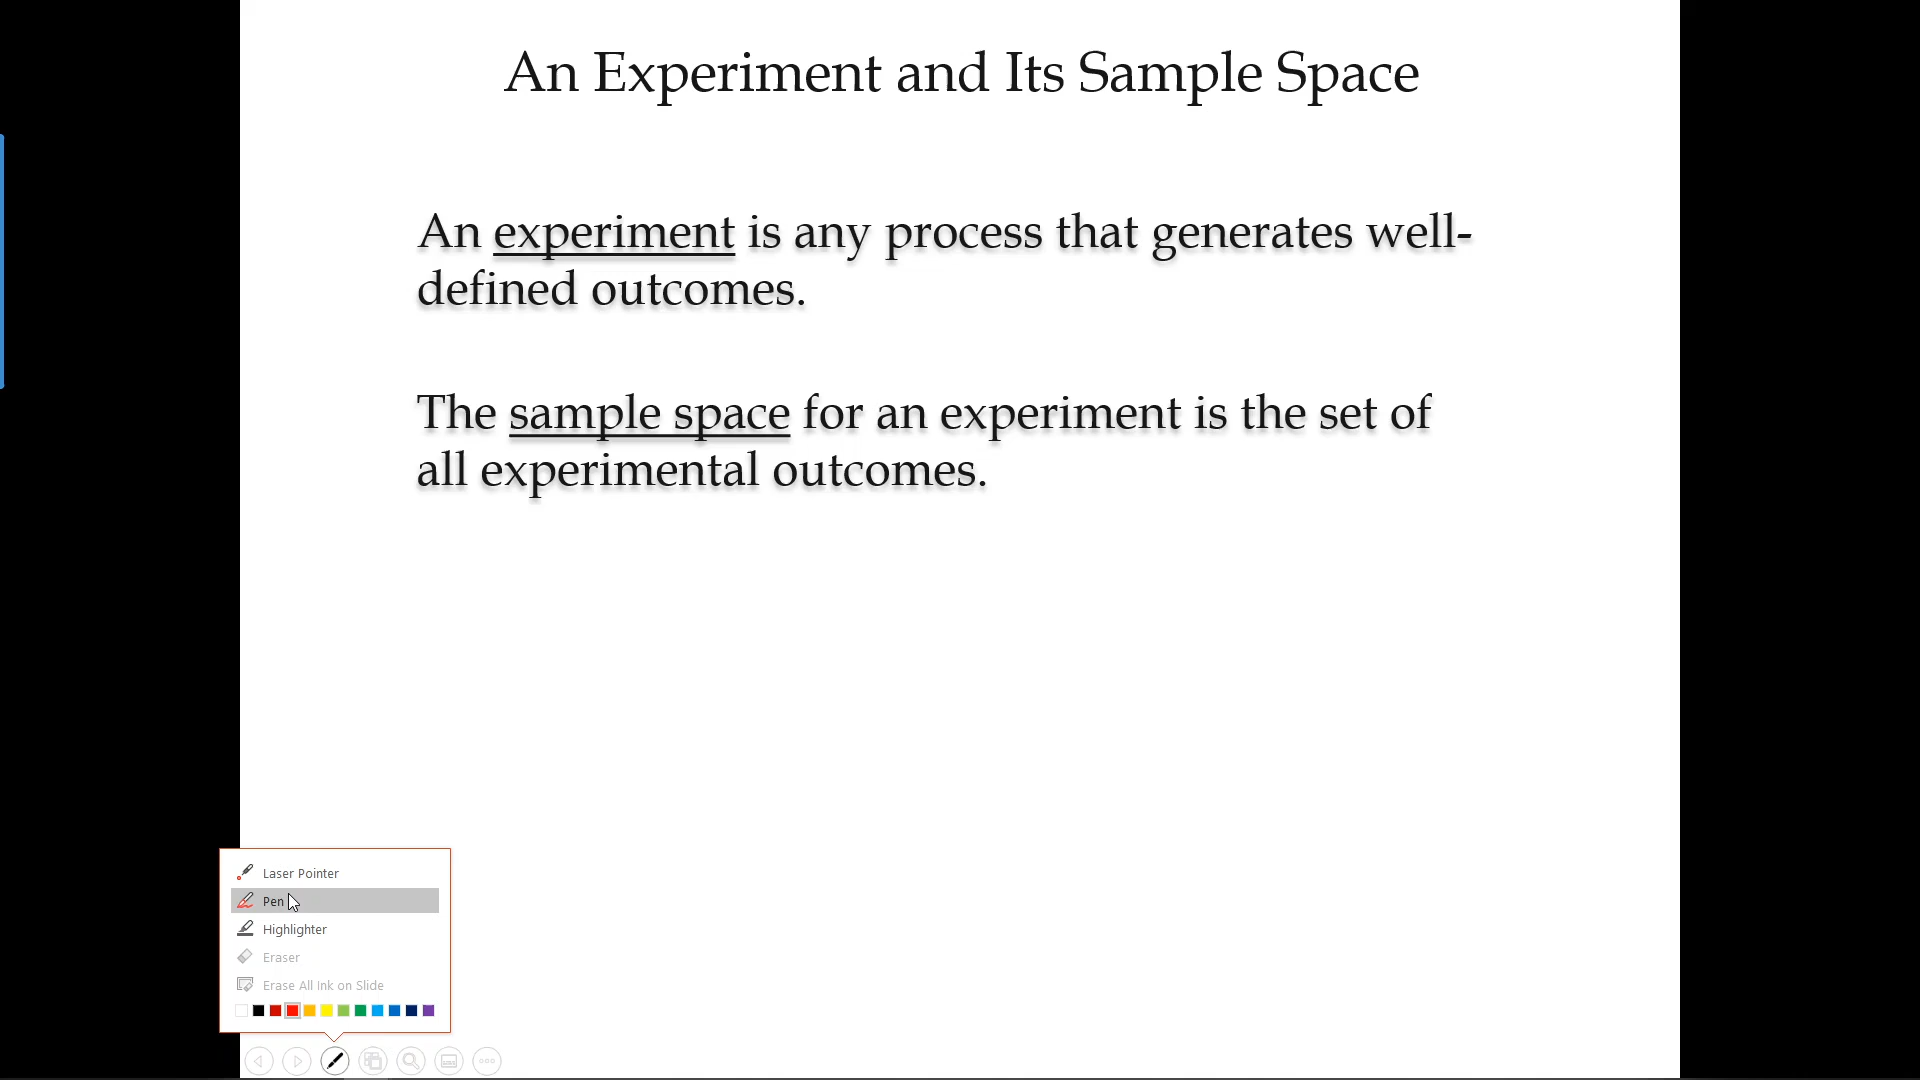 An Experiment and Its Sample Space
An experiment is any process that generates well-
defined outcomes.
The sample space for an experiment is the set of
all experimental outcomes.
Laser Pointer
Pen
Highlighter
Eraser
Erase All Ink on Slide